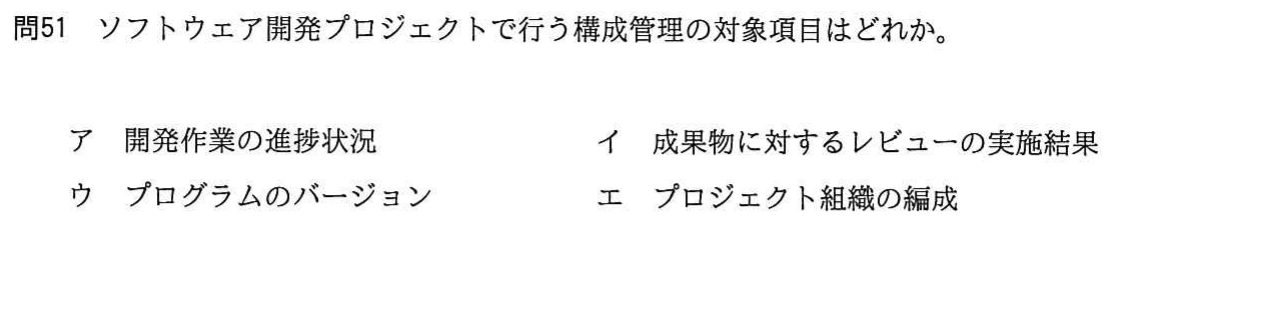 問51　ソフトウェア開発プロジェクトで行う構成管理の対象項目はどれか。
ア　開発作業の進捗状況　　イ　成果物に対するレビューの実施結果
ウ　プログラムのバージョン　　エ　プロジェクト組織の編成